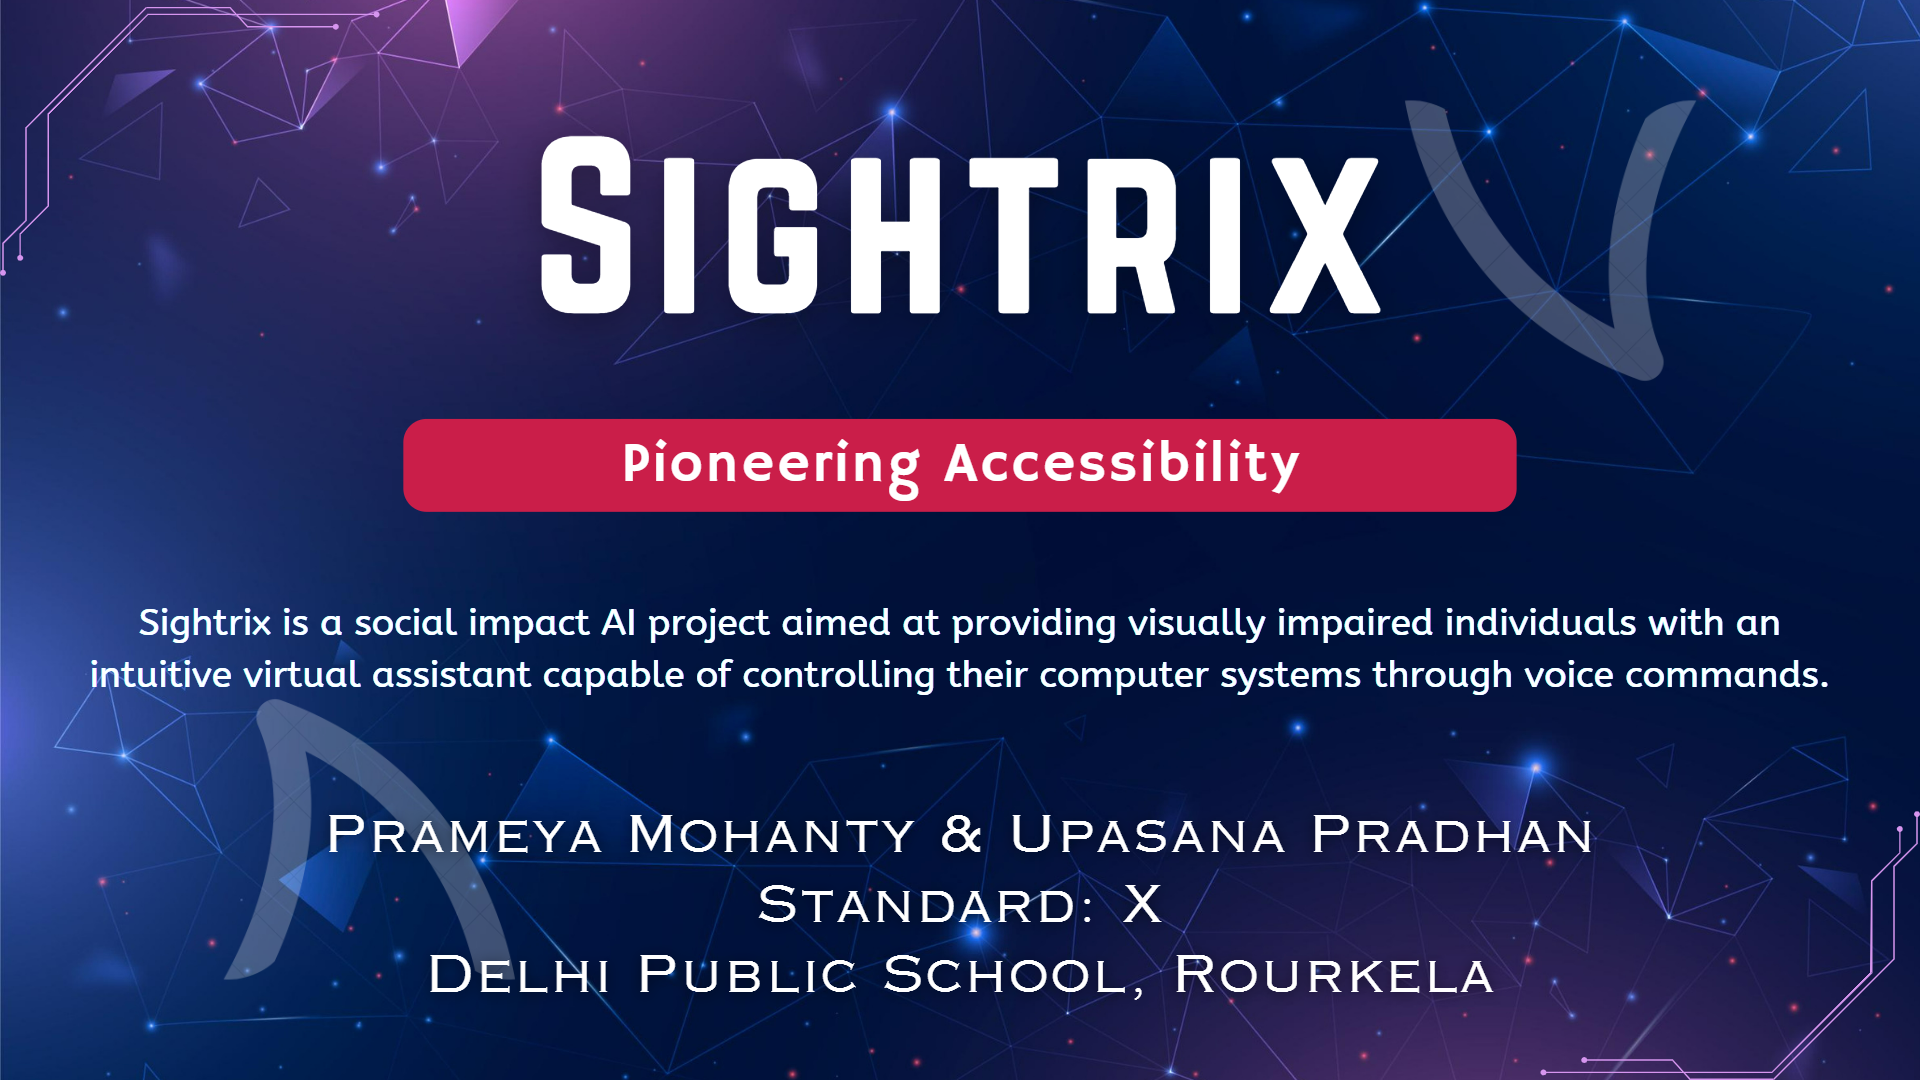 Sightrix
Pioneering Accessibility
Sightrix is a social impact AI project aimed at providing visually impaired individuals with an
intuitive virtual assistant capable of controlling their computer systems through voice commands.
Prameya Mohanty & Upasana Pradhan
Standard: X
Delhi Public School, Rourkela